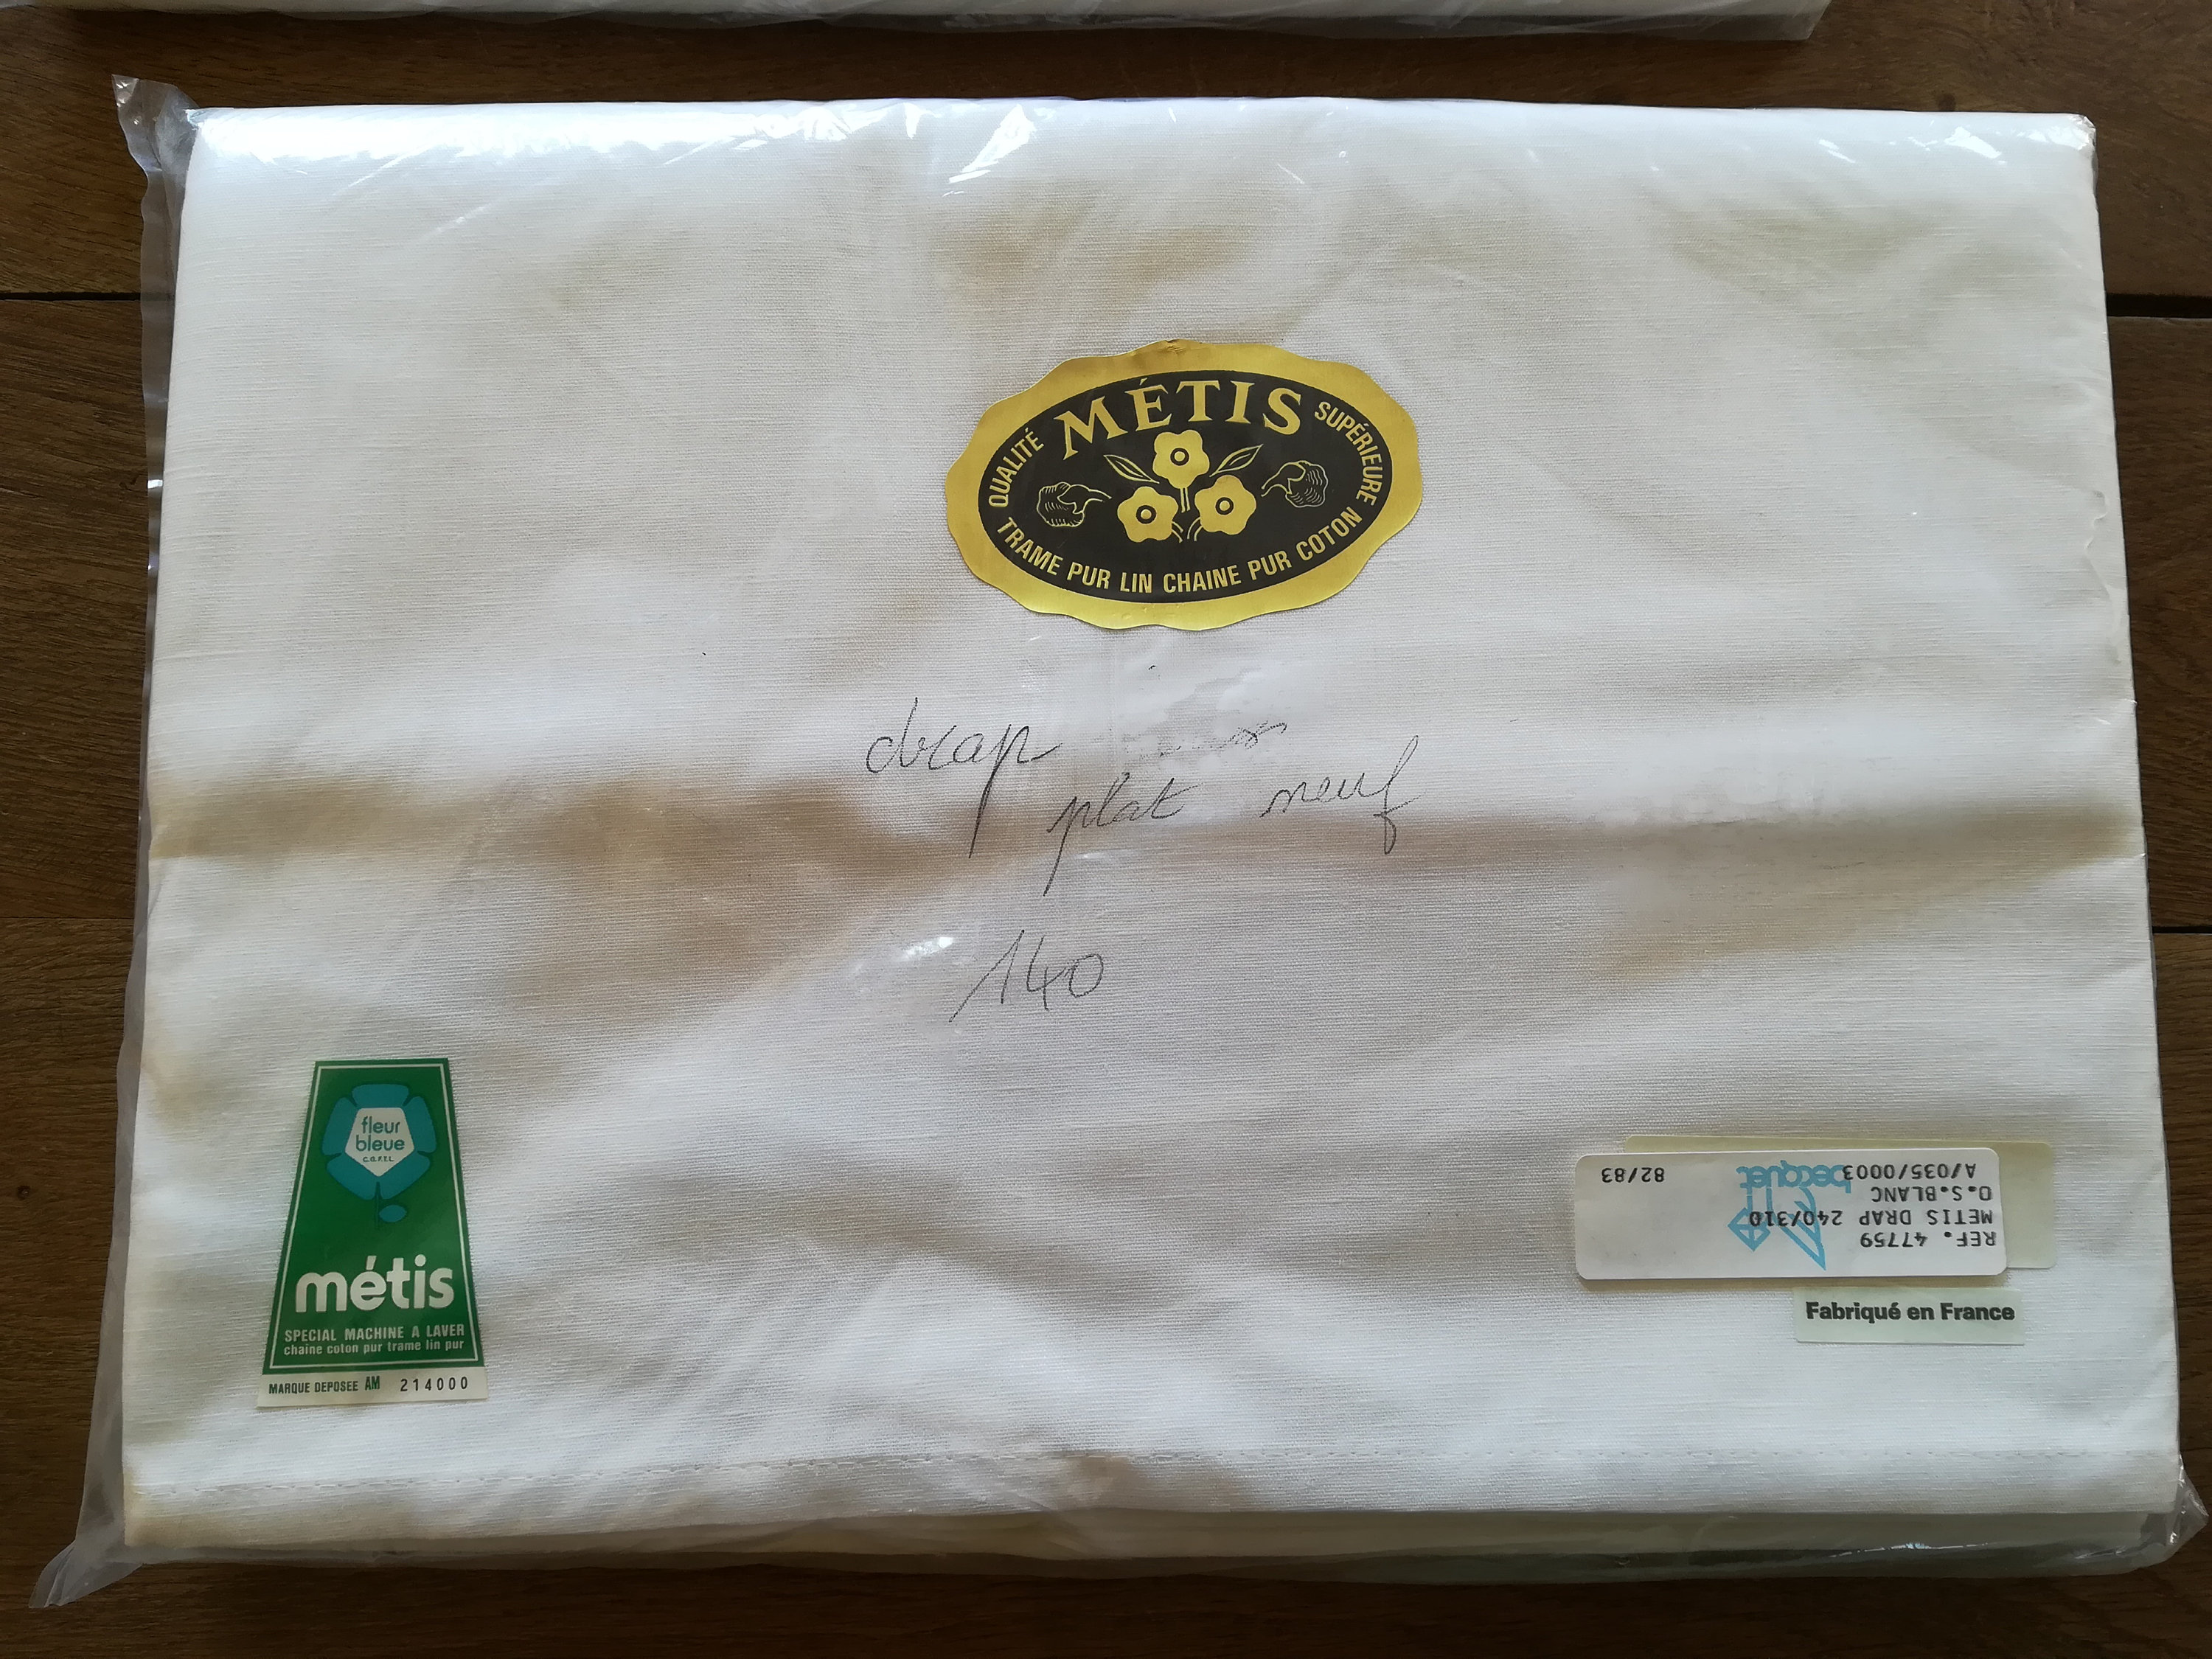 MÉTIS
QUALITÉ SUPÉRIEURE
TRAME PUR LIN CHAINE PUR COTON
drap
plat neuf
140
fleur
bleue
C.G.F.T.L.
métis
SPECIAL MACHINE A LAVER
chaine coton pur trame lin pur
MARQUE DEPOSEE AM 214000
REF. 47759
METIS DRAP 240/310
O.S.BLANC
A/035/0003 82/83
becquet
Fabriqué en France